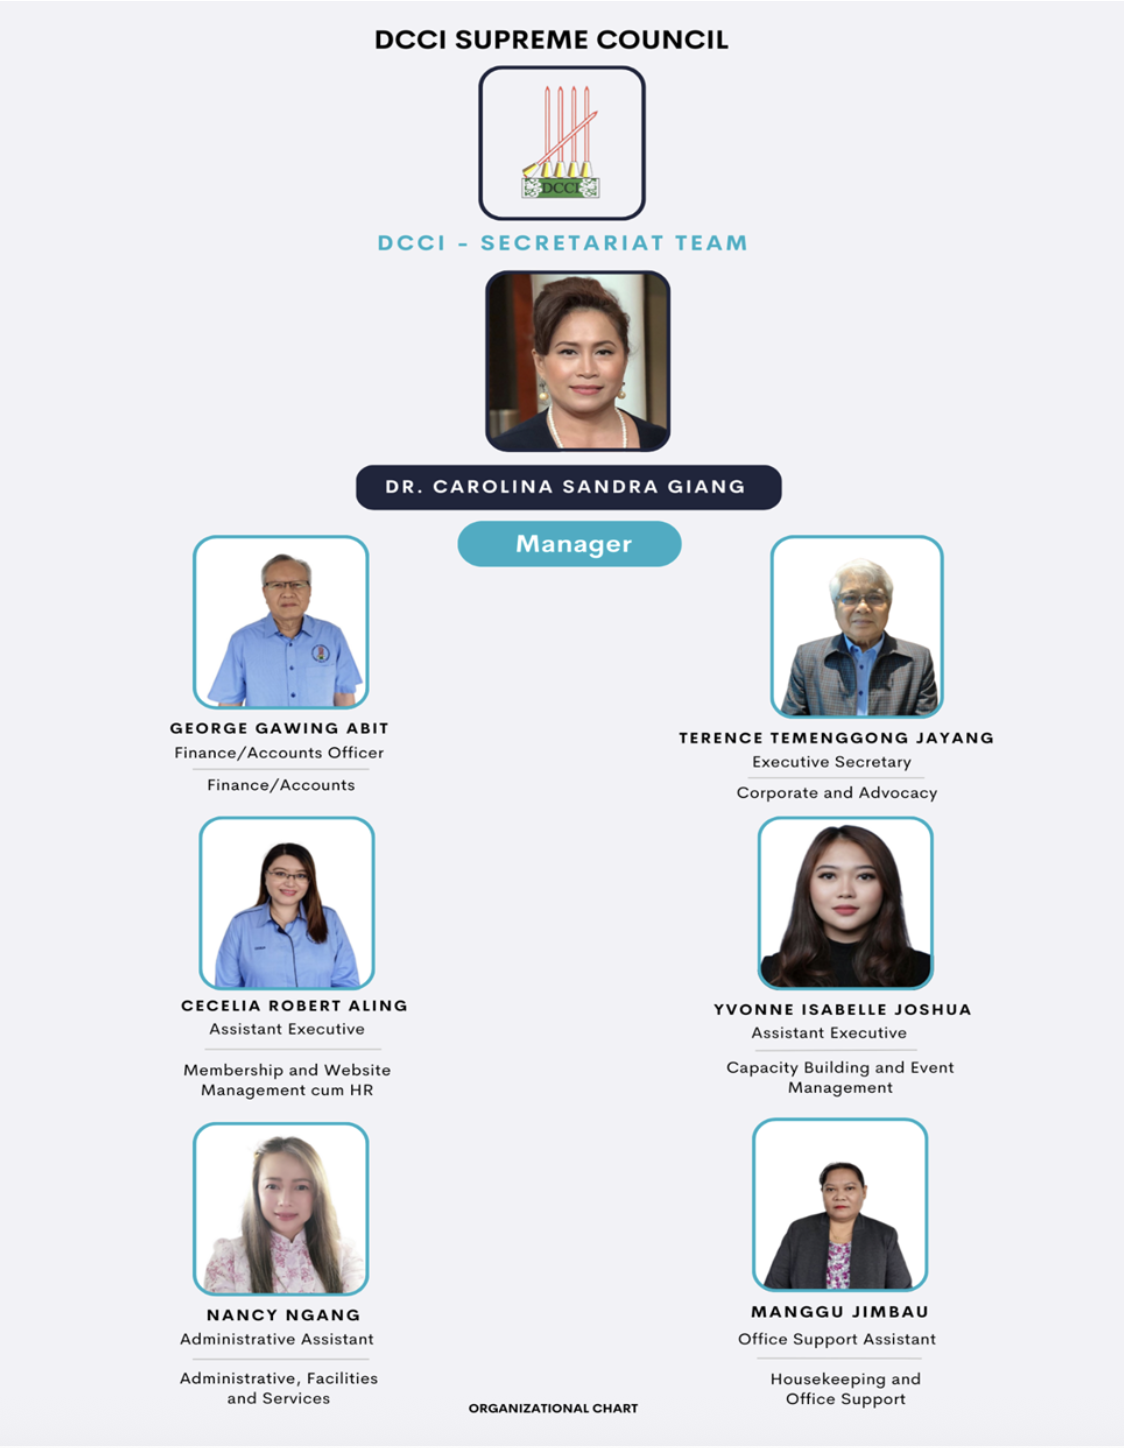 DCCI SUPREME COUNCIL
DCCI
DCCI - SECRETARIAT TEAM
DR. CAROLINA SANDRA GIANG
Manager
GEORGE GAWING ABIT
Finance/Accounts Officer
Finance/Accounts
TERENCE TEMENGGONG JAYANG
Executive Secretary
Corporate and Advocacy
CECELIA ROBERT ALING
Assistant Executive
Membership and Website
Management cum HR
YVONNE ISABELLE JOSHUA
Assistant Executive
Capacity Building and Event
Management
NANCY NGANG
Administrative Assistant
Administrative, Facilities
and Services
MANGGU JIMBAU
Office Support Assistant
Housekeeping and
Office Support
ORGANIZATIONAL CHART